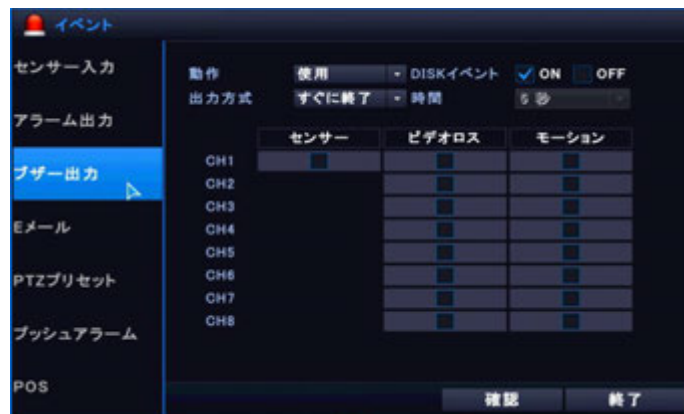 イベント
センサー入力
アラーム出力
ブザー出力
Eメール
PTZプリセット
プッシュアラーム
POS
動作 使用 DISKイベント ON OFF
出力方式 すぐに終了 時間 5 秒
センサー ビデオロス モーション
CH1
CH2
CH3
CH4
CH5
CH6
CH7
CH8
確認 終了